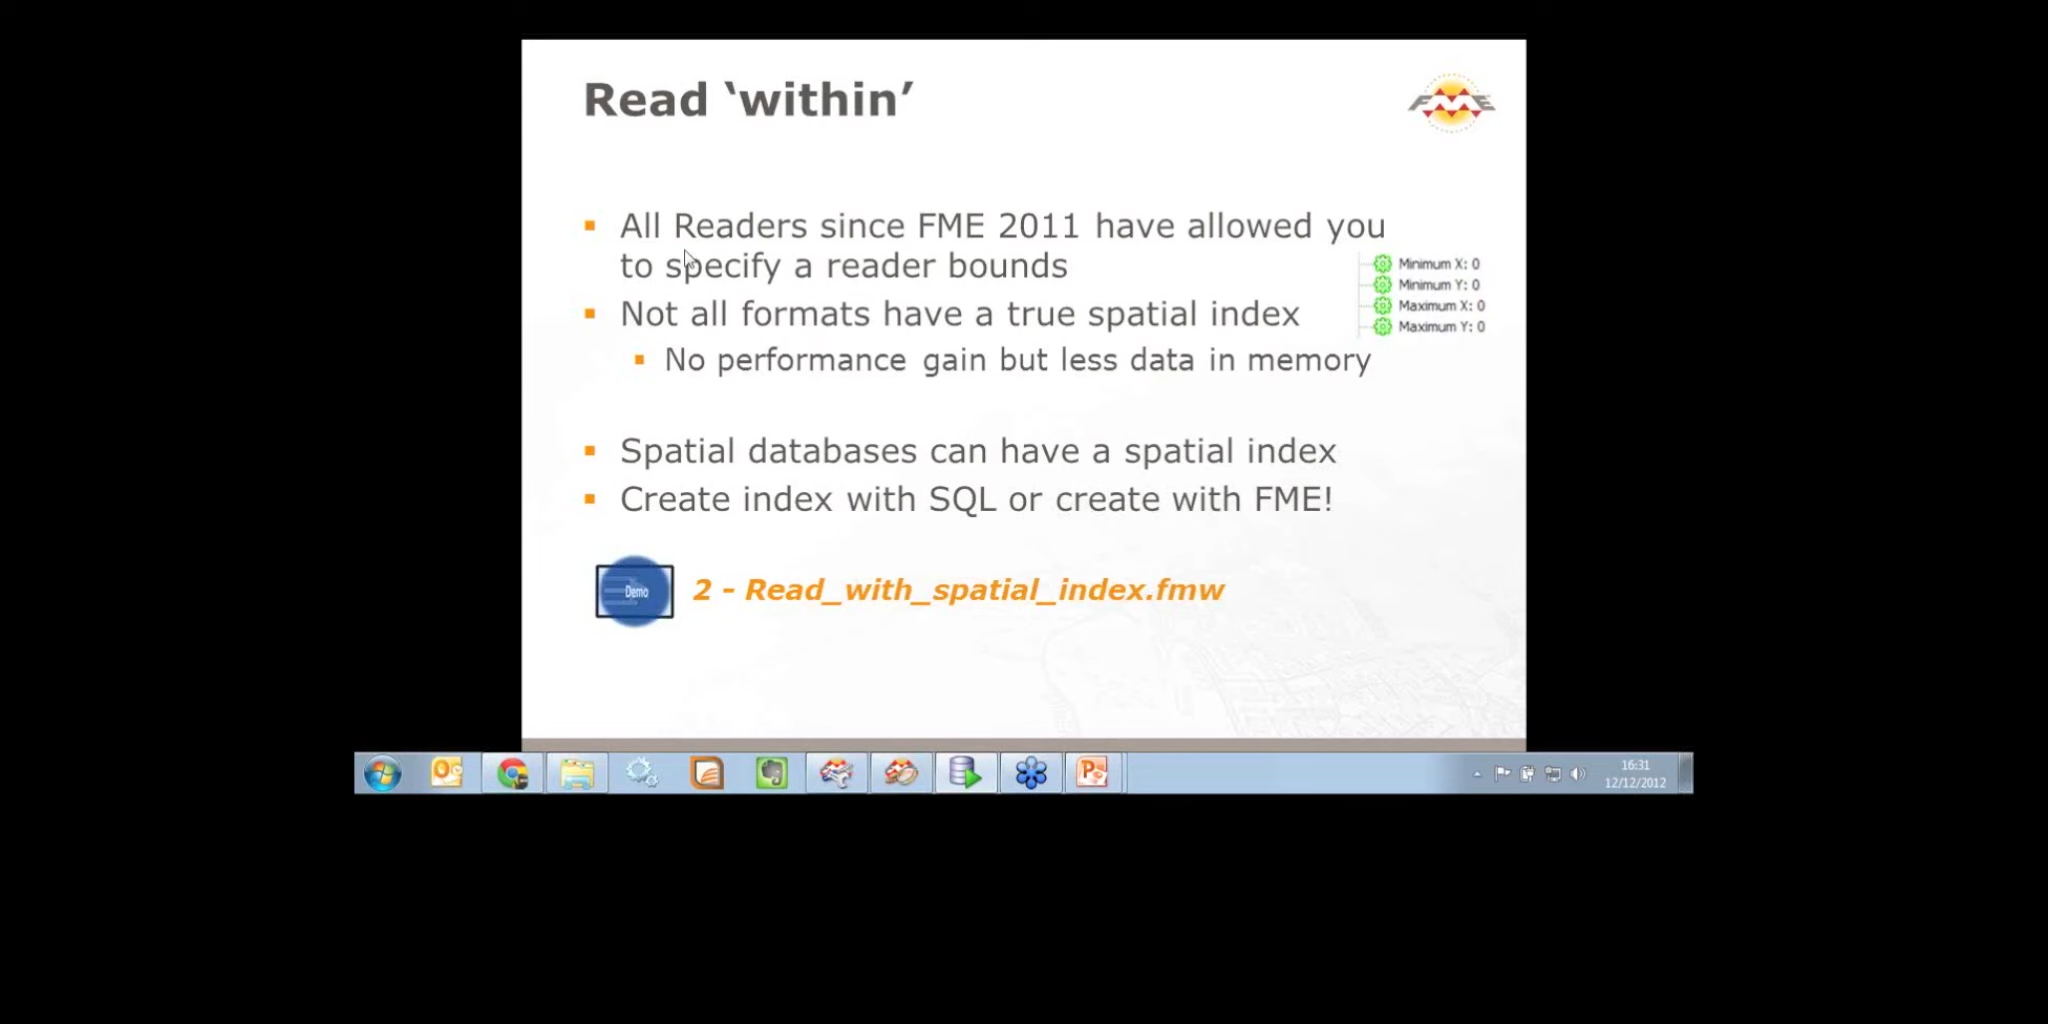 Read ‘within’
FME
All Readers since FME 2011 have allowed you
to specify a reader bounds
Minimum X: 0
Minimum Y: 0
Maximum X: 0
Maximum Y: 0
Not all formats have a true spatial index
No performance gain but less data in memory
Spatial databases can have a spatial index
Create index with SQL or create with FME!
Demo
2 - Read_with_spatial_index.fmw
16:31
12/12/2012